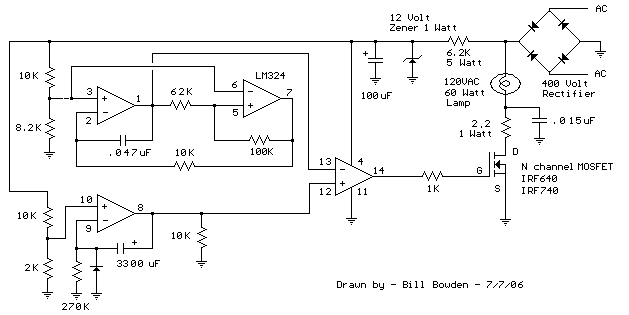 AC
12 Volt
Zener 1 Watt
6.2K
5 Watt
AC
400 Volt
Rectifier
120VAC
60 Watt
Lamp
100uF
.015uF
2.2
1 Watt
LM324
10K
3
2
1
62K
6
5
7
8.2K
.047uF
10K
100K
13
12
4
11
14
1K
G
D
S
N channel MOSFET
IRF640
IRF740
10K
10
9
8
2K
3300 uF
10K
270K
Drawn by - Bill Bowden - 7/7/06